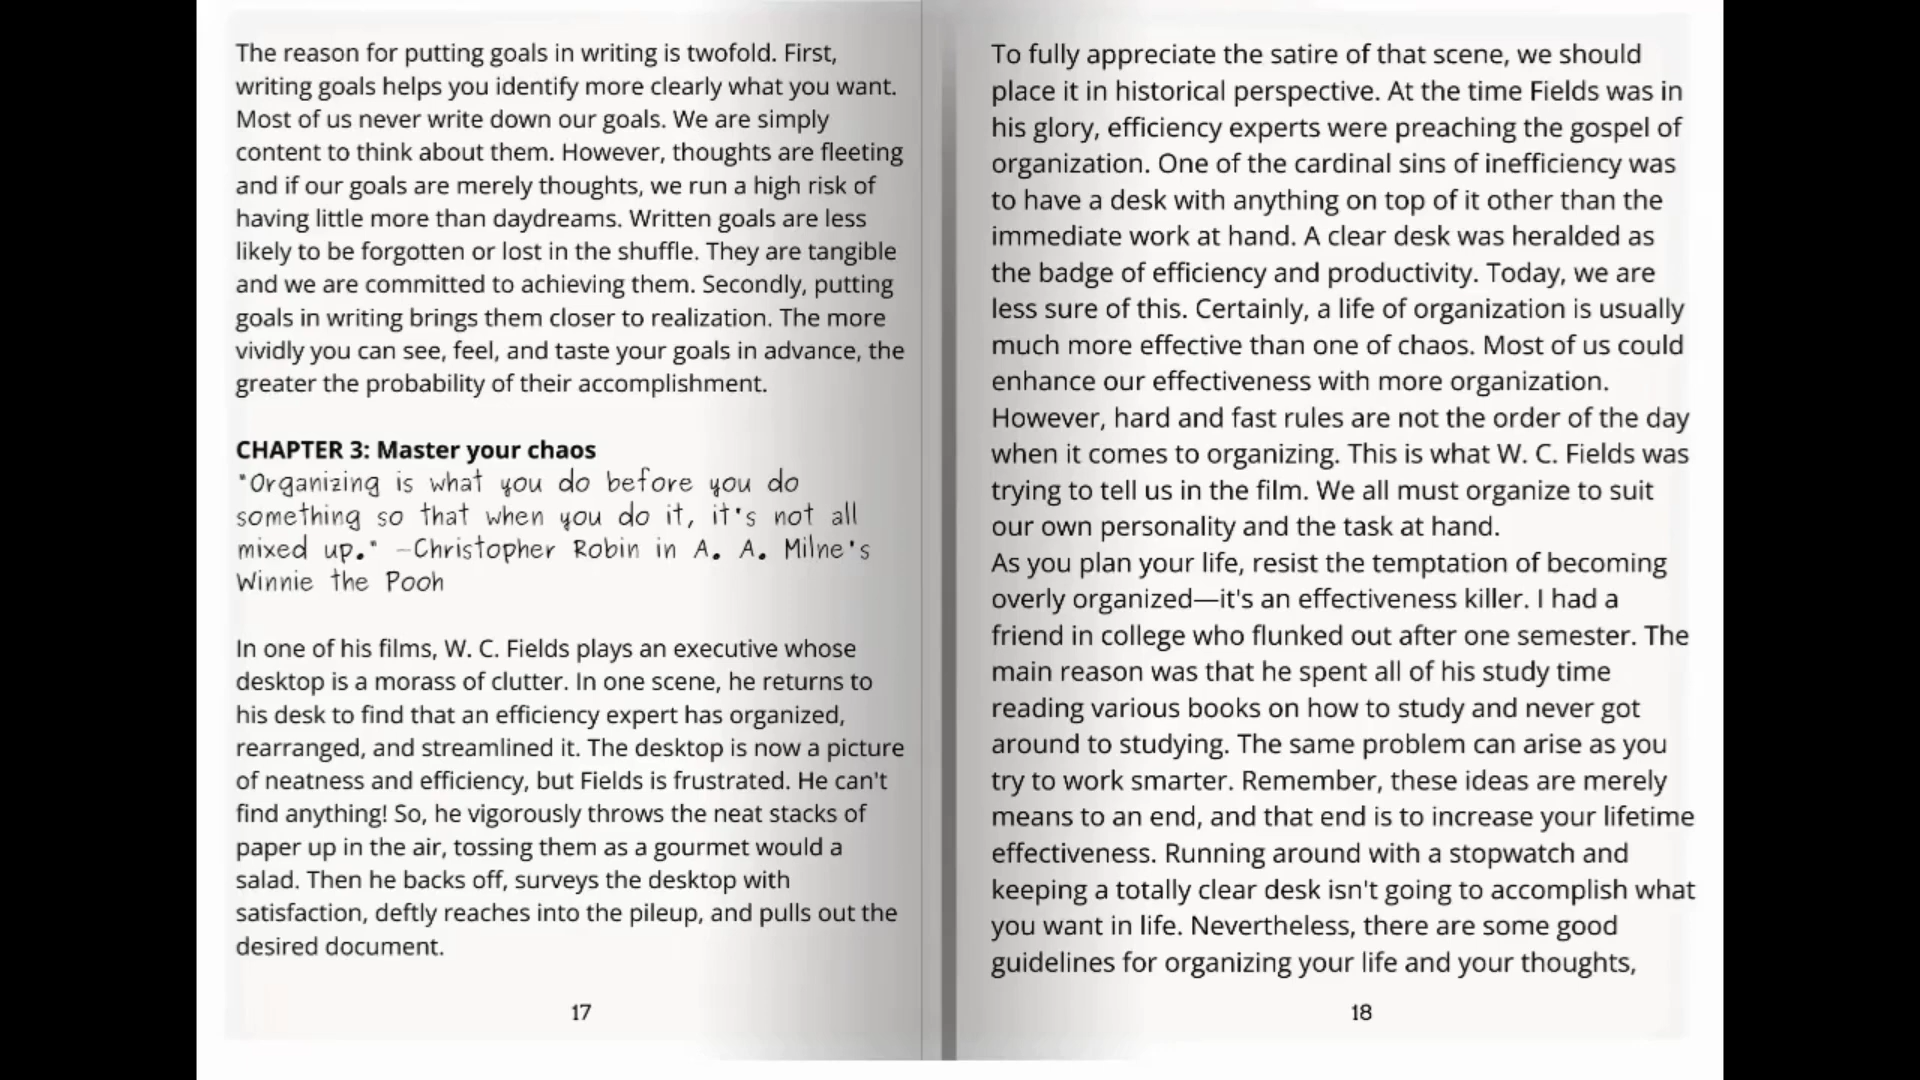 The reason for putting goals in writing is twofold. First,
writing goals helps you identify more clearly what you want.
Most of us never write down our goals. We are simply
content to think about them. However, thoughts are fleeting
and if our goals are merely thoughts, we run a high risk of
having little more than daydreams. Written goals are less
likely to be forgotten or lost in the shuffle. They are tangible
and we are committed to achieving them. Secondly, putting
goals in writing brings them closer to realization. The more
vividly you can see, feel, and taste your goals in advance, the
greater the probability of their accomplishment.
CHAPTER 3: Master your chaos
"Organizing is what you do before you do
something so that when you do it, it's not all
mixed up." –Christopher Robin in A. A. Milne's
Winnie the Pooh
In one of his films, W. C. Fields plays an executive whose
desktop is a morass of clutter. In one scene, he returns to
his desk to find that an efficiency expert has organized,
rearranged, and streamlined it. The desktop is now a picture
of neatness and efficiency, but Fields is frustrated. He can't
find anything! So, he vigorously throws the neat stacks of
paper up in the air, tossing them as a gourmet would a
salad. Then he backs off, surveys the desktop with
satisfaction, deftly reaches into the pileup, and pulls out the
desired document.
17
To fully appreciate the satire of that scene, we should
place it in historical perspective. At the time Fields was in
his glory, efficiency experts were preaching the gospel of
organization. One of the cardinal sins of inefficiency was
to have a desk with anything on top of it other than the
immediate work at hand. A clear desk was heralded as
the badge of efficiency and productivity. Today, we are
less sure of this. Certainly, a life of organization is usually
much more effective than one of chaos. Most of us could
enhance our effectiveness with more organization.
However, hard and fast rules are not the order of the day
when it comes to organizing. This is what W. C. Fields was
trying to tell us in the film. We all must organize to suit
our own personality and the task at hand.
As you plan your life, resist the temptation of becoming
overly organized—it's an effectiveness killer. I had a
friend in college who flunked out after one semester. The
main reason was that he spent all of his study time
reading various books on how to study and never got
around to studying. The same problem can arise as you
try to work smarter. Remember, these ideas are merely
means to an end, and that end is to increase your lifetime
effectiveness. Running around with a stopwatch and
keeping a totally clear desk isn't going to accomplish what
you want in life. Nevertheless, there are some good
guidelines for organizing your life and your thoughts,
18